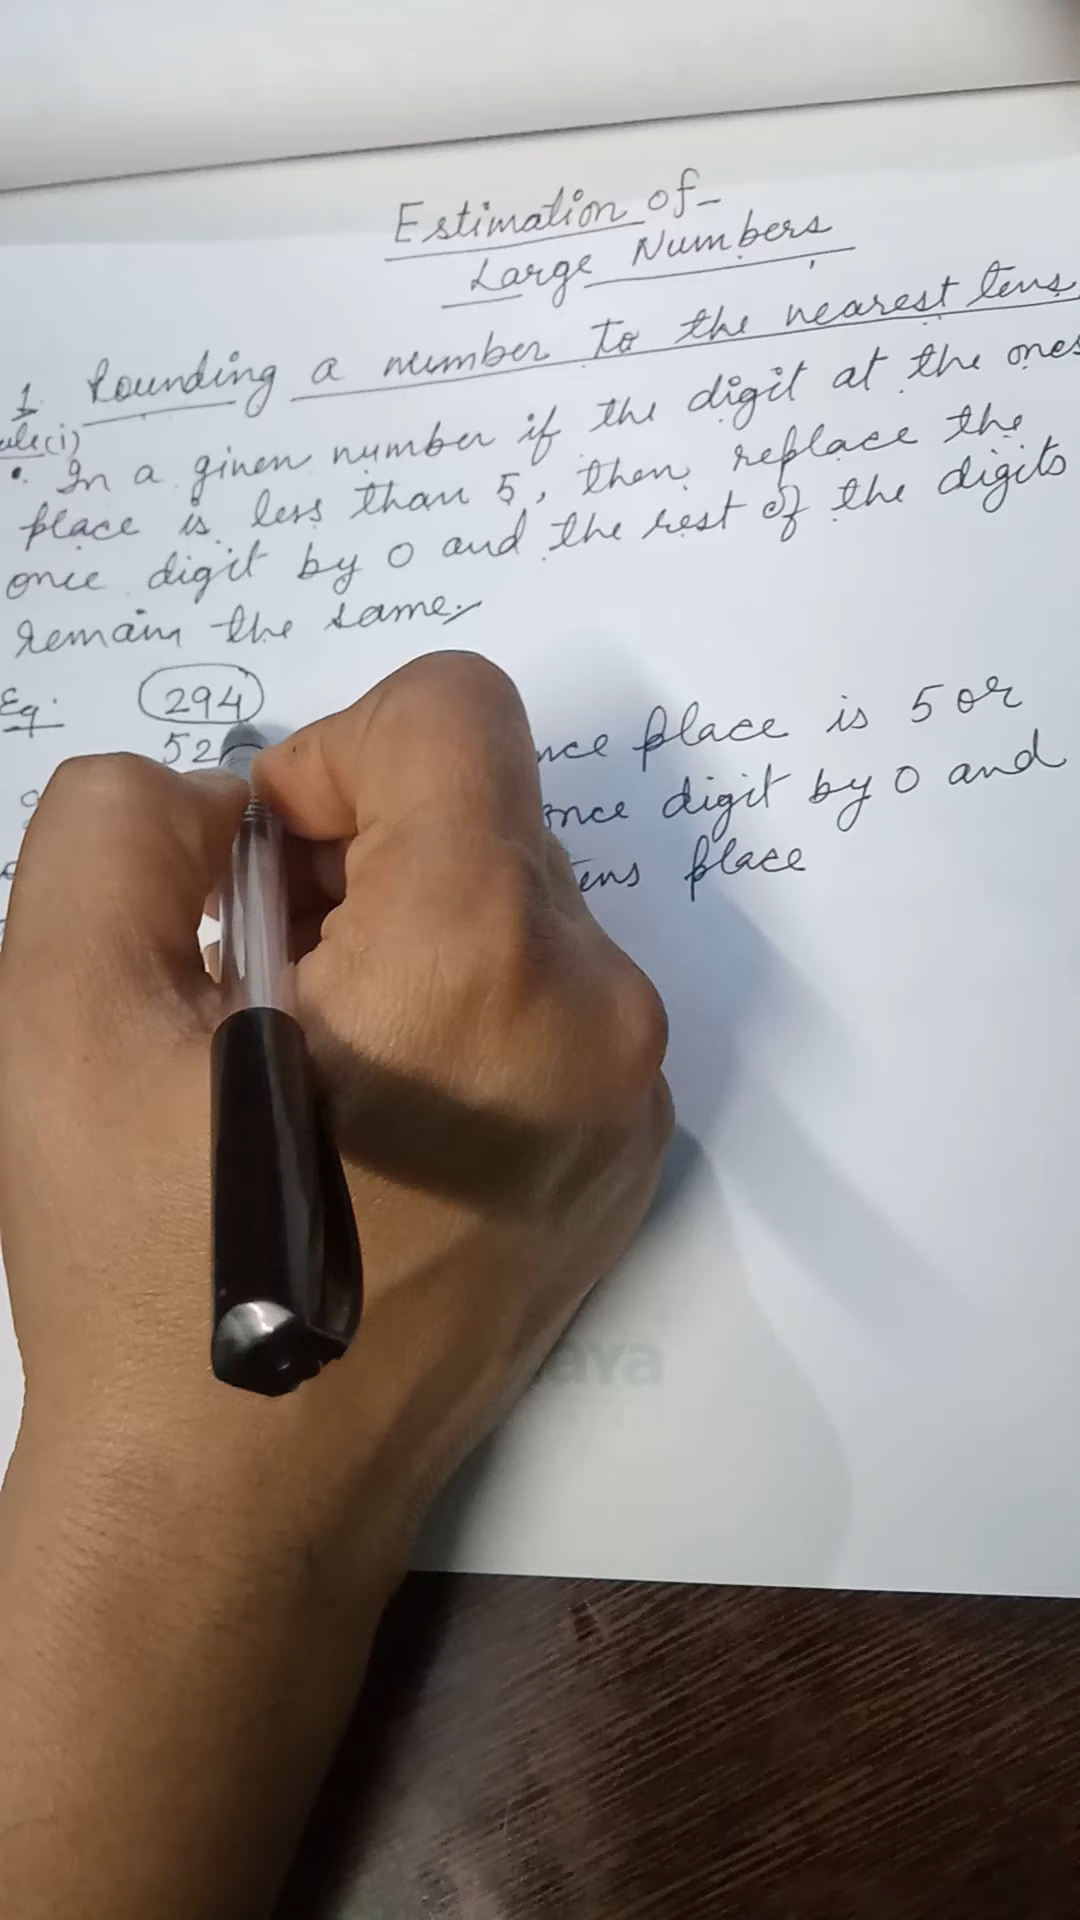 Estimation of
Large Numbers
1. Rounding a number to the nearest tens
(i)
• In a given number if the digit at the ones
place is less than 5, then replace the
once digit by 0 and the rest of the digits
remain the same
Eg: 294
52
place is 5 or
once digit by 0 and
tens place